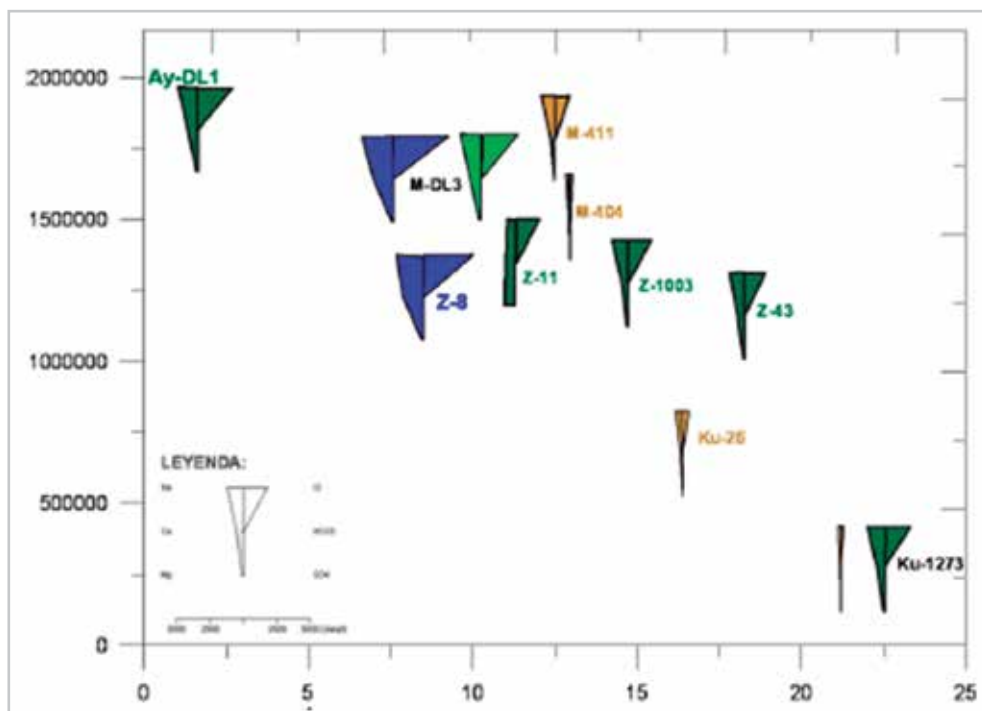 2000000
Ay-DL1
M-411
M-DL3
M-404
1500000
Z-11
Z-1003
Z-8
Z-43
1000000
Ku-26
LEYENDA:
500000
Ku-1273
0
0 5 10 15 20 25